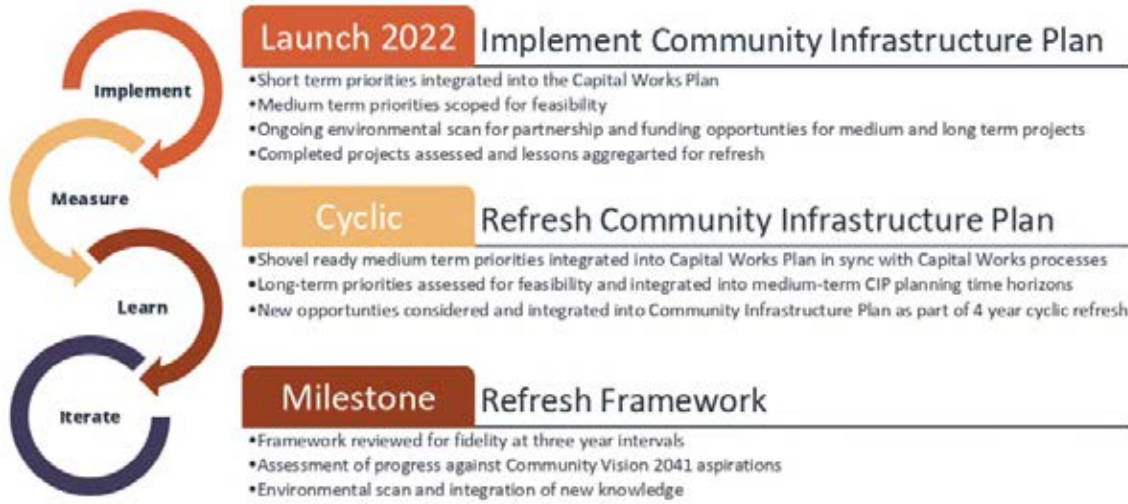 Implement
Measure
Learn
Iterate
Launch 2022 Implement Community Infrastructure Plan
•Short term priorities integrated into the Capital Works Plan
•Medium term priorities scoped for feasibility
•Ongoing environmental scan for partnership and funding opportunties for medium and long term projects
•Completed projects assessed and lessons aggregarted for refresh
Cyclic Refresh Community Infrastructure Plan
•Shovel ready medium term priorities integrated into Capital Works Plan in sync with Capital Works processes
•Long-term priorities assessed for feasibility and integrated into medium-term CIP planning time horizons
•New opportunties considered and integrated into Community Infrastructure Plan as part of 4 year cyclic refresh
Milestone Refresh Framework
•Framework reviewed for fidelity at three year intervals
•Assessment of progress against Community Vision 2041 aspirations
•Environmental scan and integration of new knowledge